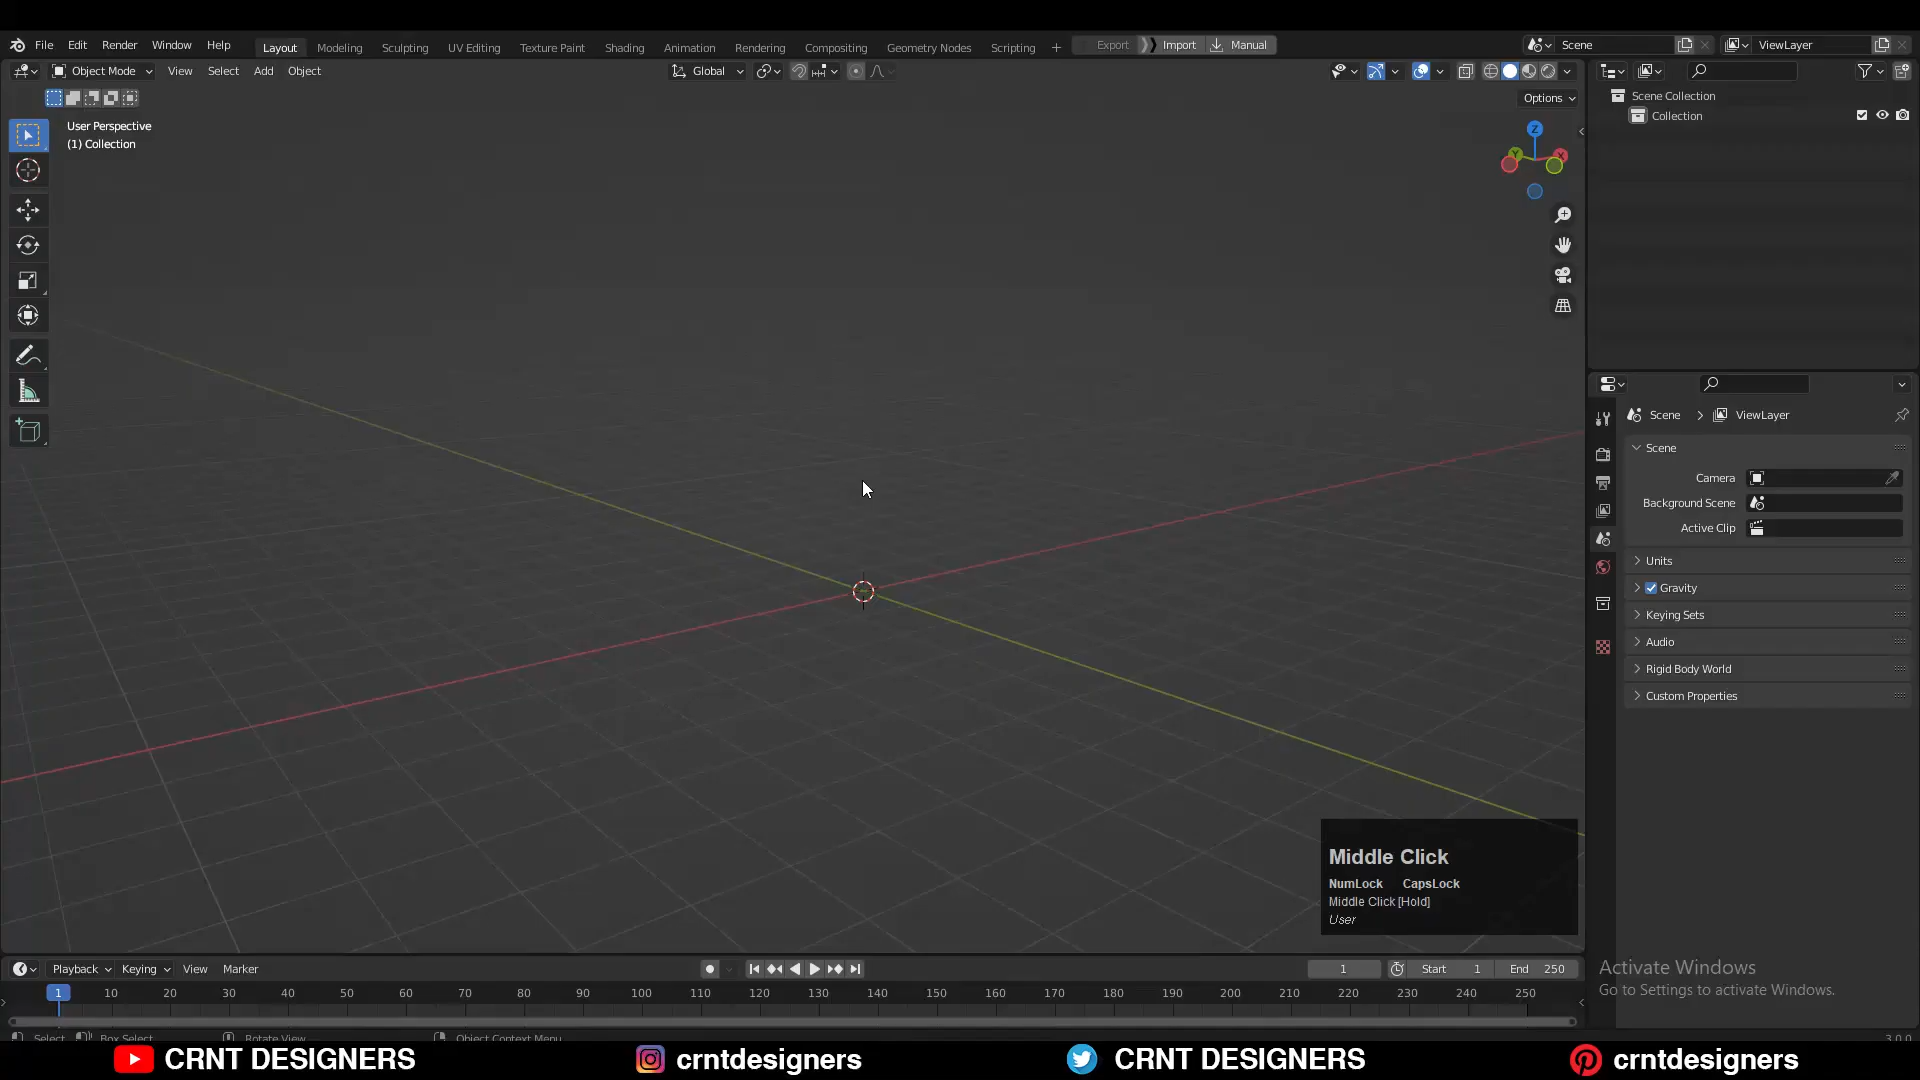 File Edit Render Window Help Layout Modeling Sculpting UV Editing Texture Paint Shading Animation Rendering Compositing Geometry Nodes Scripting + Export Import Manual Scene ViewLayer
Object Mode View Select Add Object Global
Options
User Perspective
(1) Collection
Z
Y X
Scene Collection
Collection
Scene > ViewLayer
Scene
Camera
Background Scene
Active Clip
Units
Gravity
Keying Sets
Audio
Rigid Body World
Custom Properties
Middle Click
NumLock CapsLock
Middle Click [Hold]
User
Playback Keying View Marker 1 Start 1 End 250
1 10 20 30 40 50 60 70 80 90 100 110 120 130 140 150 160 170 180 190 200 210 220 230 240 250
Activate Windows
Go to Settings to activate Windows.
Select Box Select Rotate View Object Context Menu 3.0.0
CRNT DESIGNERS crntdesigners CRNT DESIGNERS crntdesigners